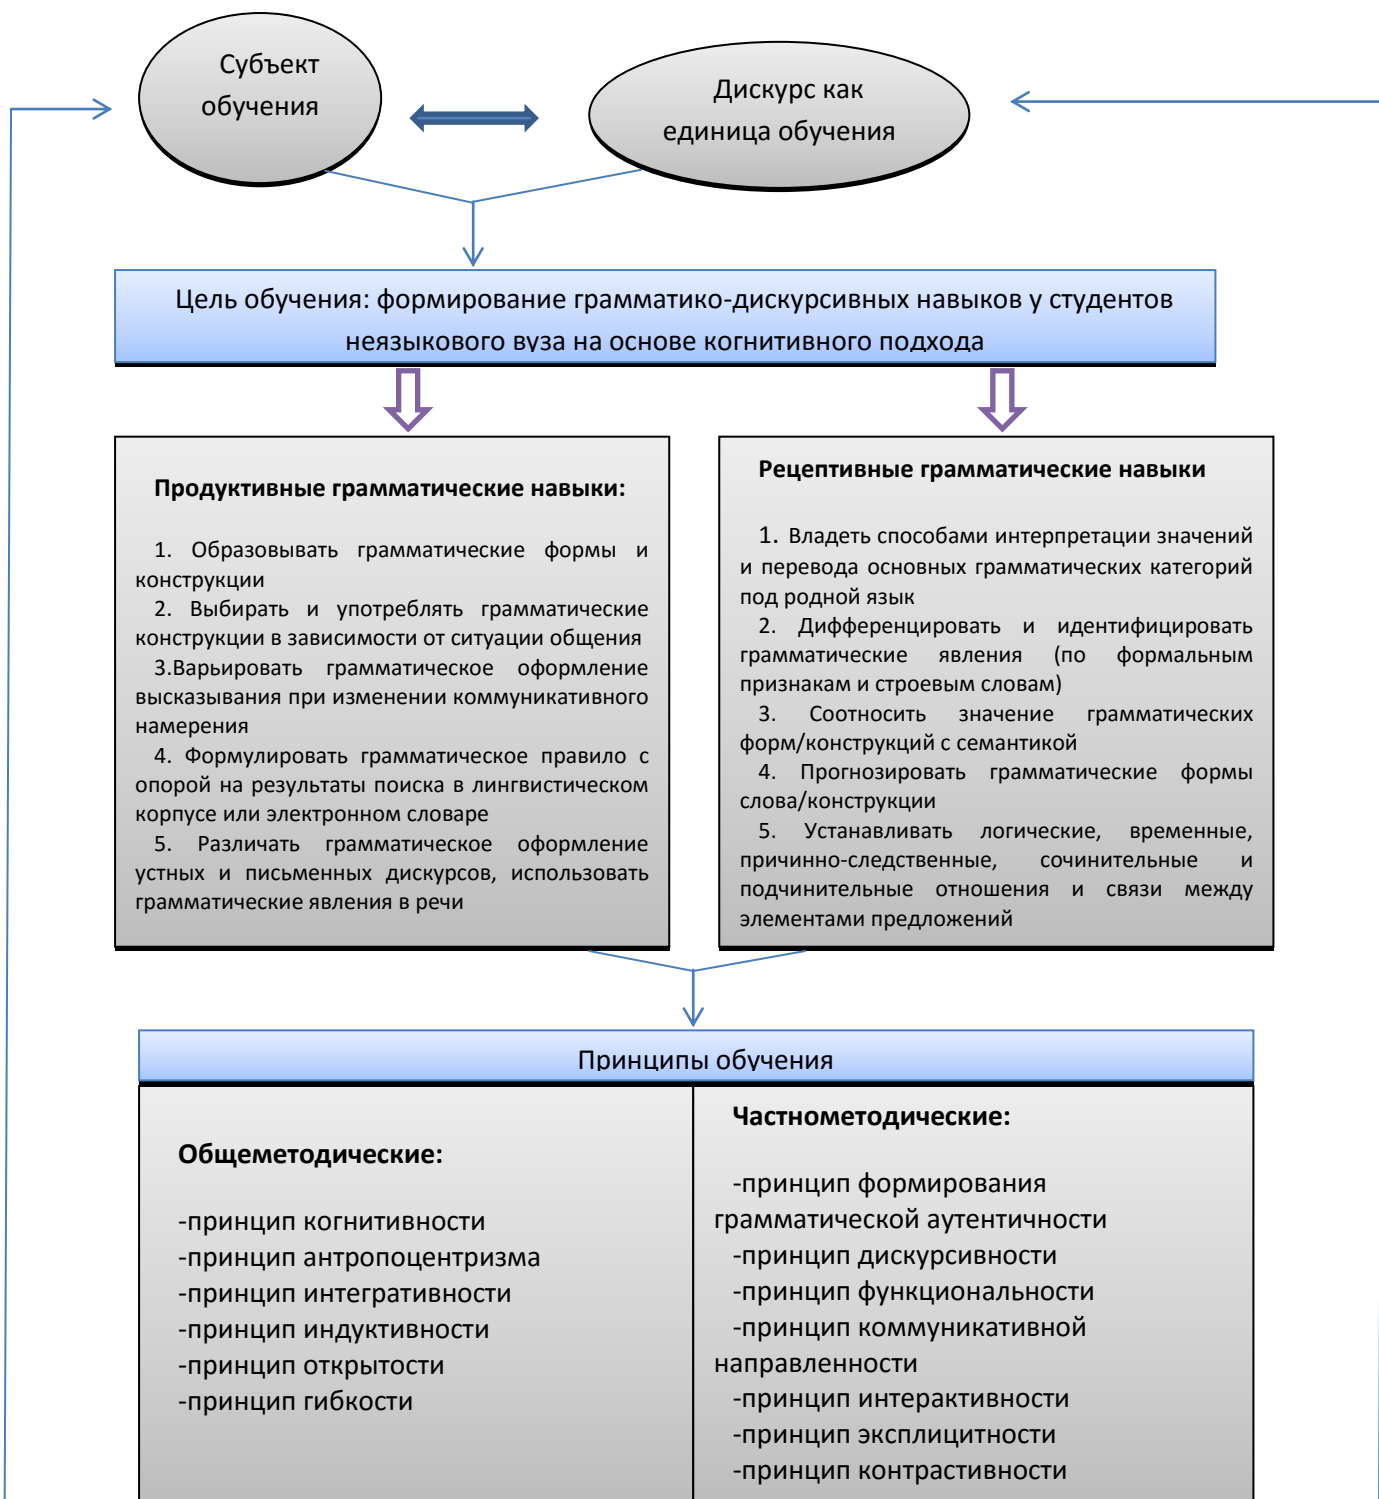 Субъект
обучения
Дискурс как
единица обучения
Цель обучения: формирование грамматико-дискурсивных навыков у студентов
неязыкового вуза на основе когнитивного подхода
Продуктивные грамматические навыки:
1. Образовывать грамматические формы и
конструкции
2. Выбирать и употреблять грамматические
конструкции в зависимости от ситуации общения
3.Варьировать грамматическое оформление
высказывания при изменении коммуникативного
намерения
4. Формулировать грамматическое правило с
опорой на результаты поиска в лингвистическом
корпусе или электронном словаре
5. Различать грамматическое оформление
устных и письменных дискурсов, использовать
грамматические явления в речи
Рецептивные грамматические навыки
1. Владеть способами интерпретации значений
и перевода основных грамматических категорий
под родной язык
2. Дифференцировать и идентифицировать
грамматические явления (по формальным
признакам и строевым словам)
3. Соотносить значение грамматических
форм/конструкций с семантикой
4. Прогнозировать грамматические формы
слова/конструкции
5. Устанавливать логические, временные,
причинно-следственные, сочинительные и
подчинительные отношения и связи между
элементами предложений
Принципы обучения
Общеметодические:
-принцип когнитивности
-принцип антропоцентризма
-принцип интегративности
-принцип индуктивности
-принцип открытости
-принцип гибкости
Частнометодические:
-принцип формирования
грамматической аутентичности
-принцип дискурсивности
-принцип функциональности
-принцип коммуникативной
направленности
-принцип интерактивности
-принцип эксплицитности
-принцип контрастивности